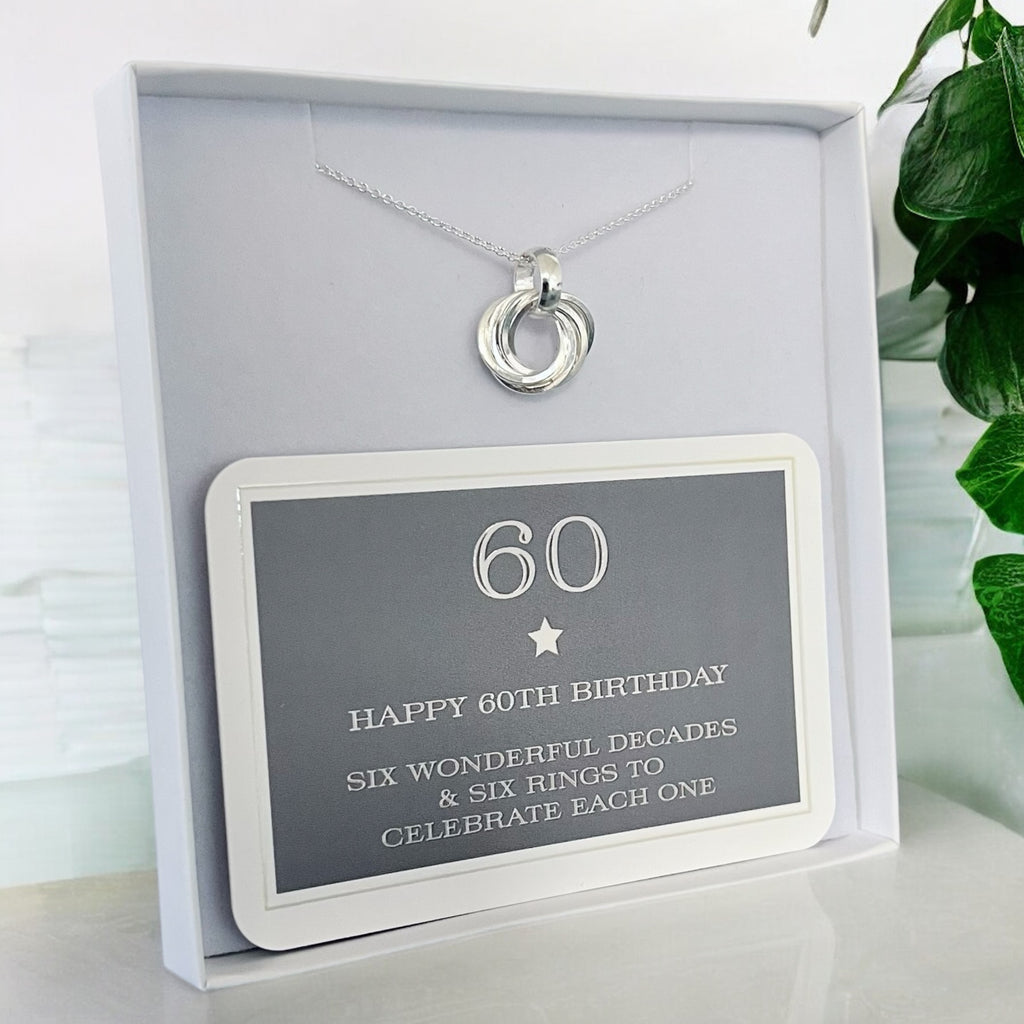 60
HAPPY 60TH BIRTHDAY
SIX WONDERFUL DECADES
& SIX RINGS TO
CELEBRATE EACH ONE